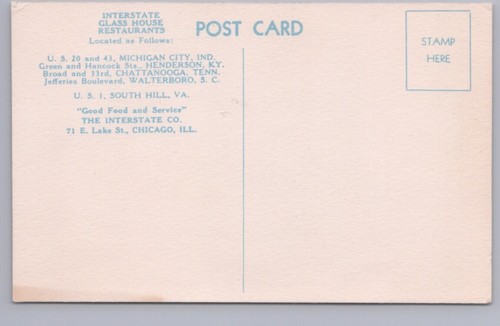 INTERSTATE
GLASS HOUSE
RESTAURANTS
Located as Follows:
U. S. 20 and 43, MICHIGAN CITY, IND.
Green and Hancock Sts., HENDERSON, KY.
Broad and 33rd, CHATTANOOGA, TENN.
Jefferies Boulevard, WALTERBORO, S. C.
U. S. 1, SOUTH HILL, VA.
"Good Food and Service"
THE INTERSTATE CO.
71 E. Lake St., CHICAGO, ILL.
POST CARD
STAMP
HERE